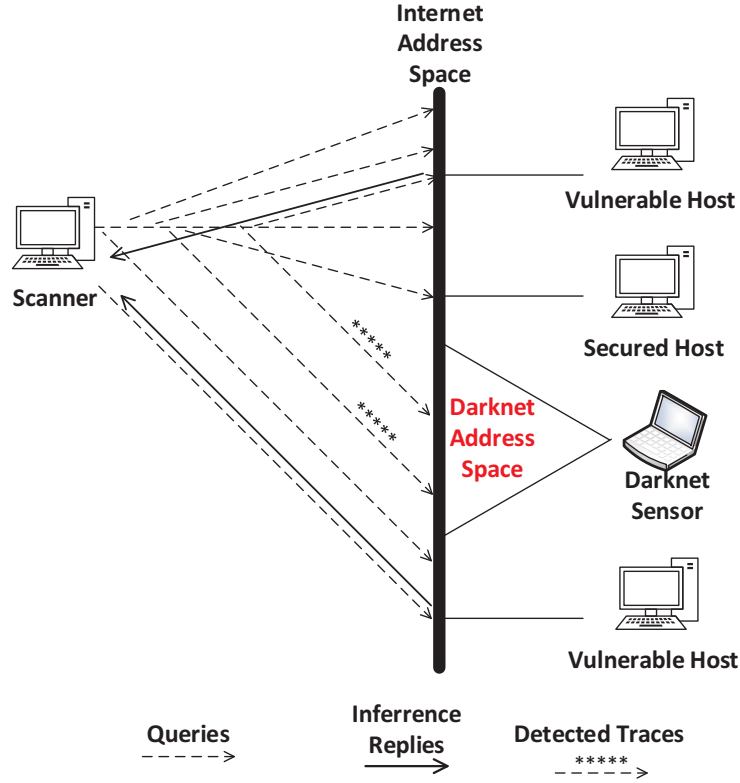 Internet
Address
Space
Vulnerable Host
Scanner
Secured Host
*****
*****
Darknet
Address
Space
Darknet
Sensor
Vulnerable Host
Queries
Inferrence
Replies
Detected Traces
*****